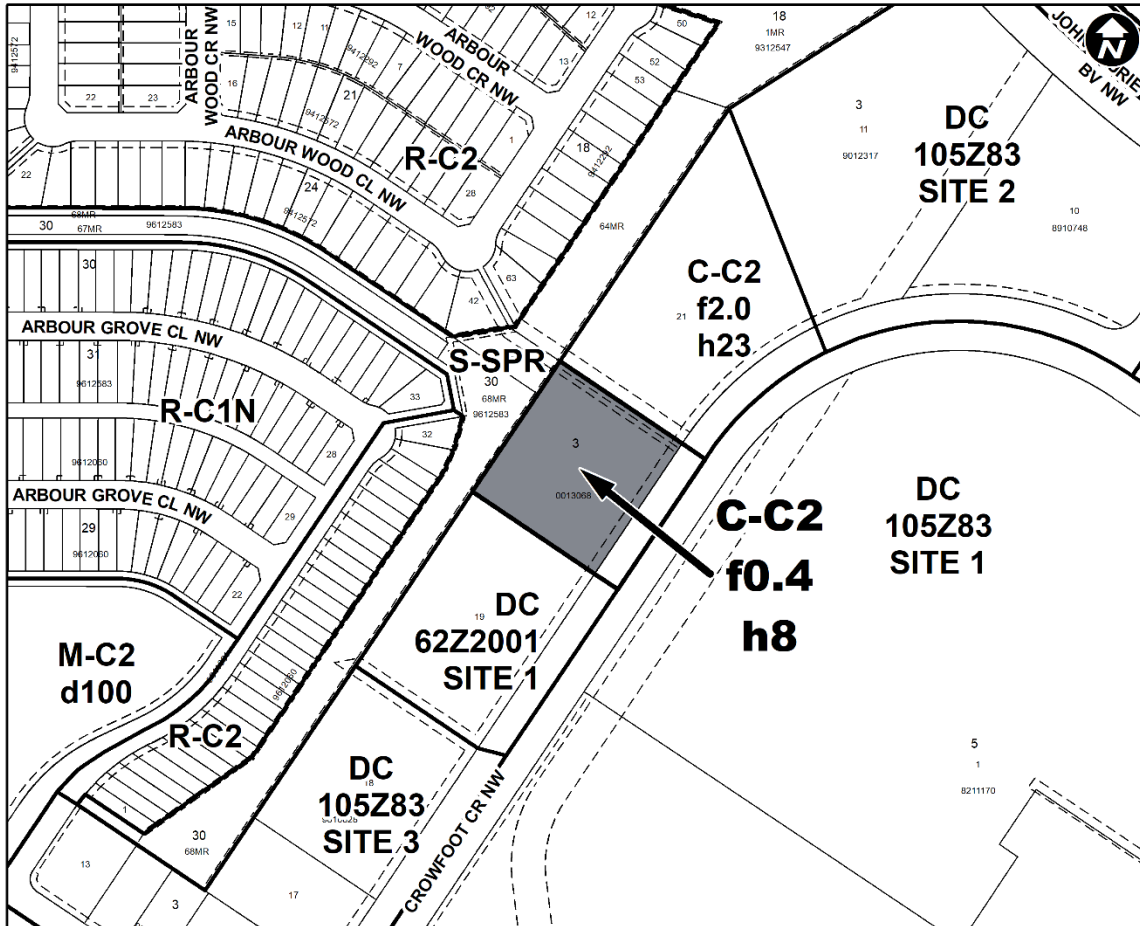 15
12
11
50
18
1MR
9312547
12
52
53
13
9412572
ARBOUR
WOOD CR NW
ARBOUR
WOOD CR NW
9412292
1
16
22
23
21
9412572
R-C2
ARBOUR WOOD CL NW
1
28
18
9412292
22
24
9412572
68MR
67MR
30
9612583
64MR
42
63
BV NW
N
3
11
9012317
DC
105Z83
SITE 2
10
8910748
C-C2
21
f2.0
h23
30
ARBOUR GROVE CL NW
31
9612583
R-C1N
33
32
28
9612060
ARBOUR GROVE CL NW
29
9612060
29
22
S-SPR
30
68MR
9612583
3
0013068
C-C2
f0.4
h8
DC
105Z83
SITE 1
M-C2
d100
R-C2
9612060
19
DC
62Z2001
SITE 1
DC
18
105Z83
SITE 3
CROWFOOT CR NW
5
1
8211170
1
30
68MR
13
3
17